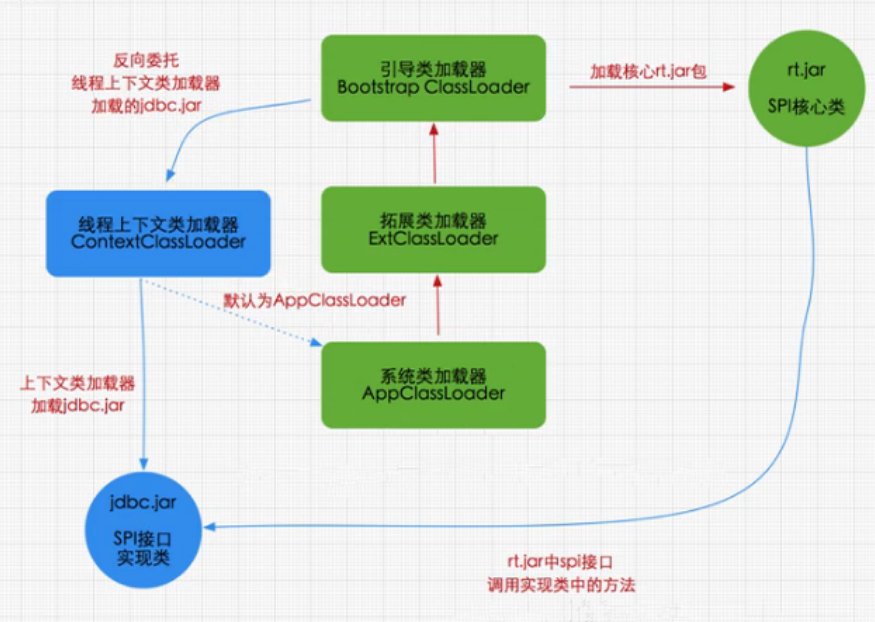 反向委托
线程上下文类加载器
加载的jdbc.jar
引导类加载器
Bootstrap ClassLoader
加载核心rt.jar包
rt.jar
SPI核心类
线程上下文类加载器
ContextClassLoader
拓展类加载器
ExtClassLoader
默认为AppClassLoader
上下文类加载器
加载jdbc.jar
系统类加载器
AppClassLoader
jdbc.jar
SPI接口
实现类
rt.jar中spi接口
调用实现类中的方法